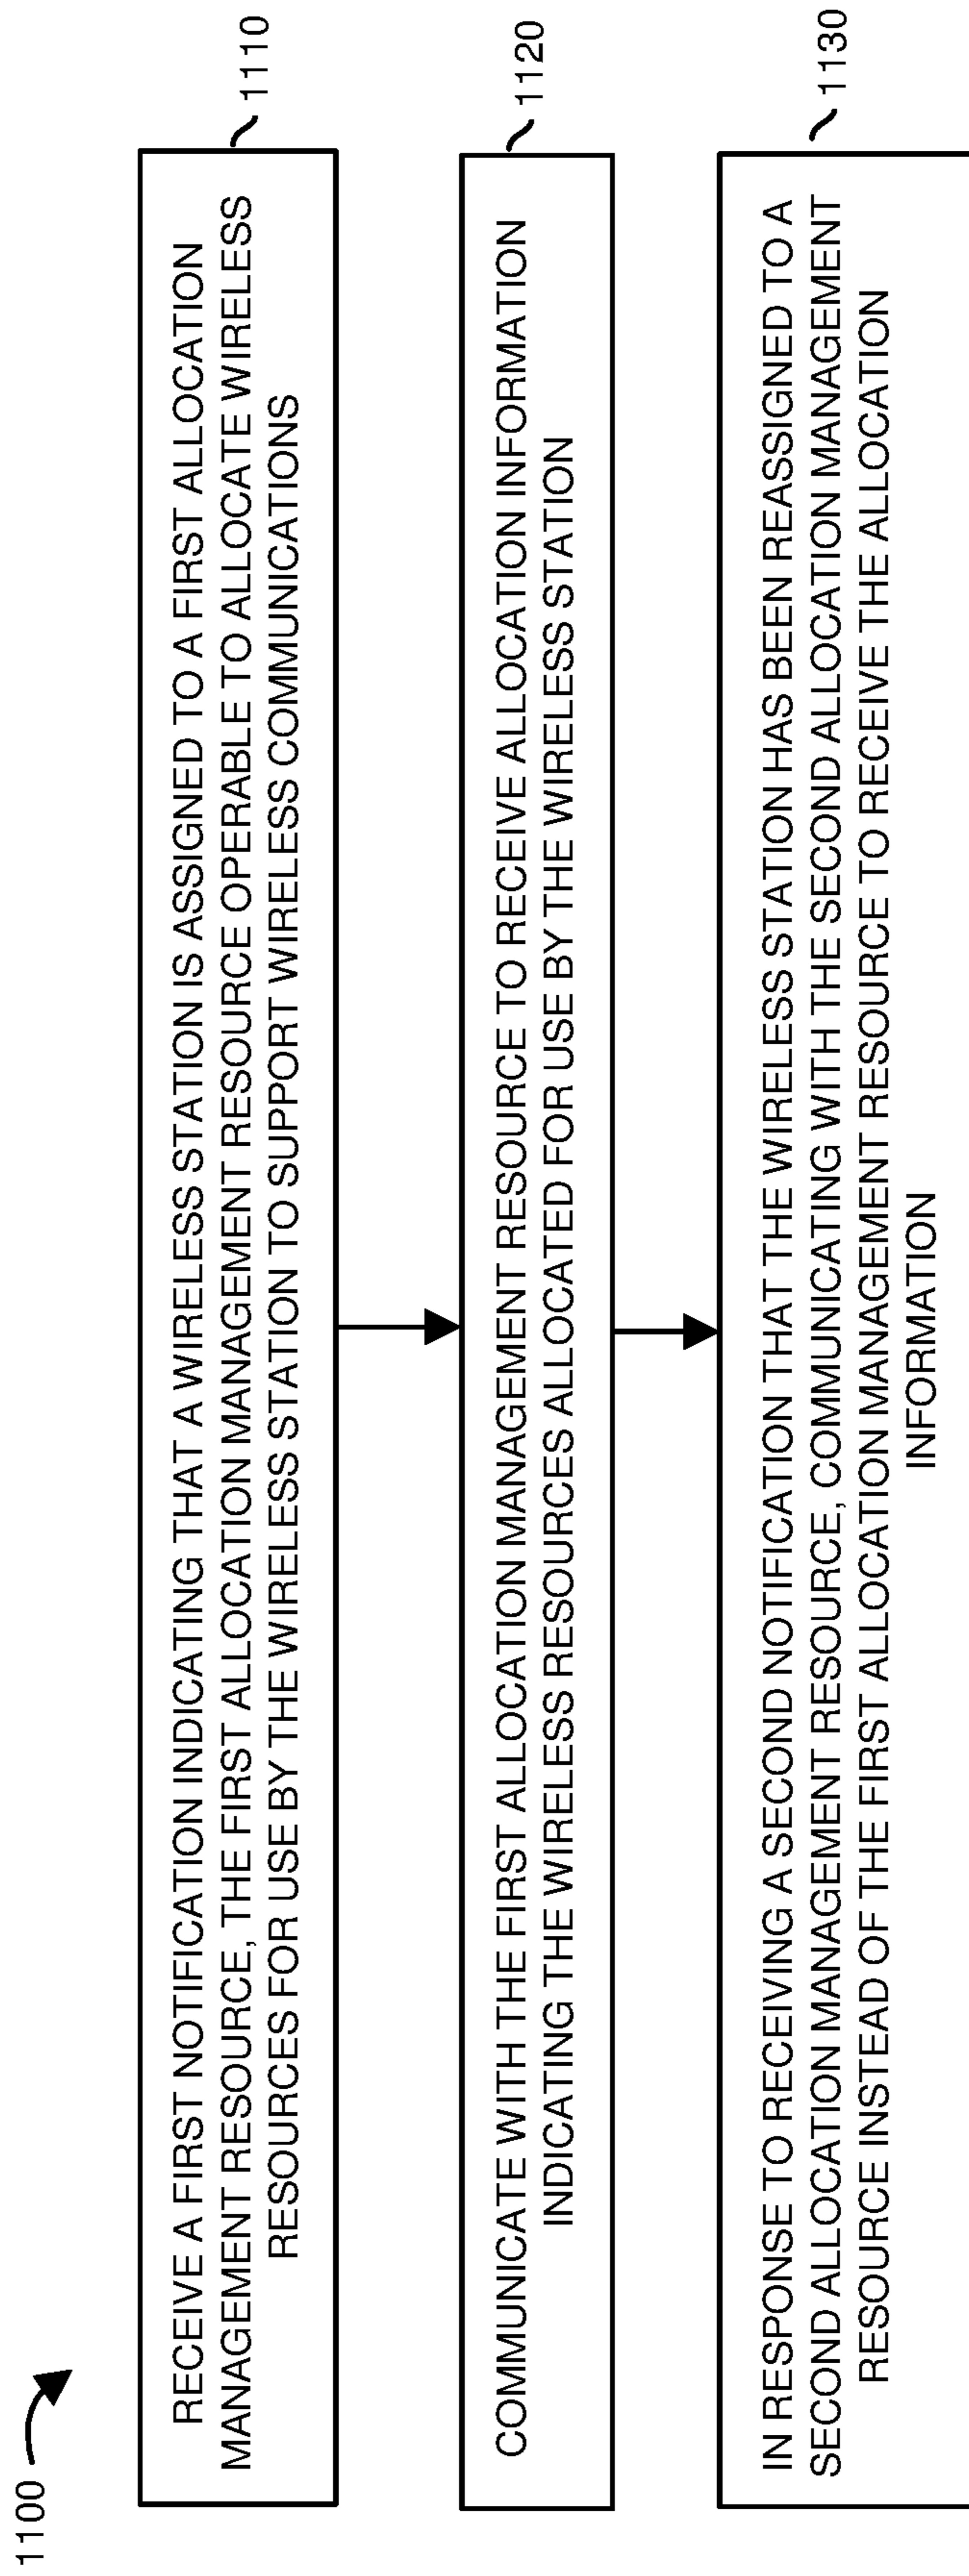 1100
RECEIVE A FIRST NOTIFICATION INDICATING THAT A WIRELESS STATION IS ASSIGNED TO A FIRST ALLOCATION
MANAGEMENT RESOURCE, THE FIRST ALLOCATION MANAGEMENT RESOURCE OPERABLE TO ALLOCATE WIRELESS
RESOURCES FOR USE BY THE WIRELESS STATION TO SUPPORT WIRELESS COMMUNICATIONS
1110
COMMUNICATE WITH THE FIRST ALLOCATION MANAGEMENT RESOURCE TO RECEIVE ALLOCATION INFORMATION
INDICATING THE WIRELESS RESOURCES ALLOCATED FOR USE BY THE WIRELESS STATION
1120
IN RESPONSE TO RECEIVING A SECOND NOTIFICATION THAT THE WIRELESS STATION HAS BEEN REASSIGNED TO A
SECOND ALLOCATION MANAGEMENT RESOURCE, COMMUNICATING WITH THE SECOND ALLOCATION MANAGEMENT
RESOURCE INSTEAD OF THE FIRST ALLOCATION MANAGEMENT RESOURCE TO RECEIVE THE ALLOCATION
INFORMATION
1130